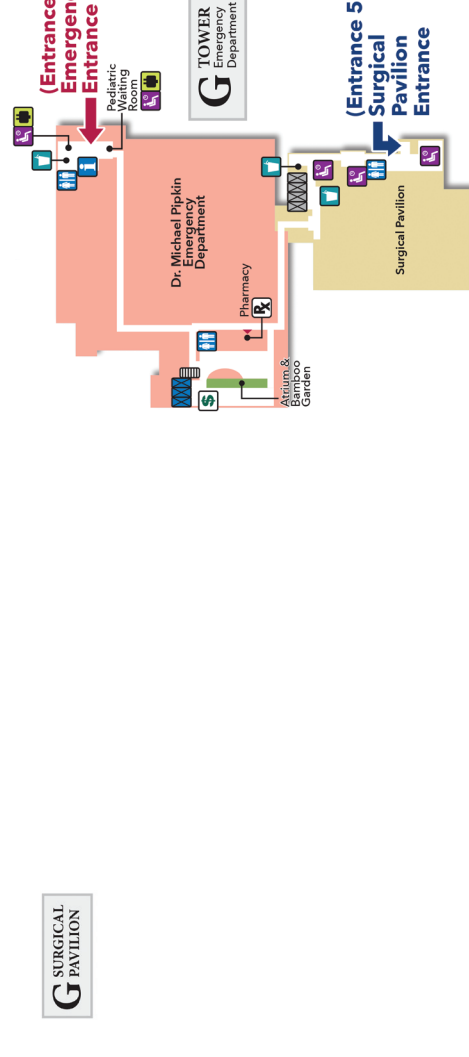 (Entrance
Emergen
Entrance
Pediatric
Waiting
Room
G TOWER
Emergency
Department
(Entrance 5
Surgical
Pavilion
Entrance
Dr. Michael Pipkin
Emergency
Department
Pharmacy
Rx
$
i
Atrium &
Bamboo
Garden
Surgical Pavilion
G SURGICAL
PAVILION